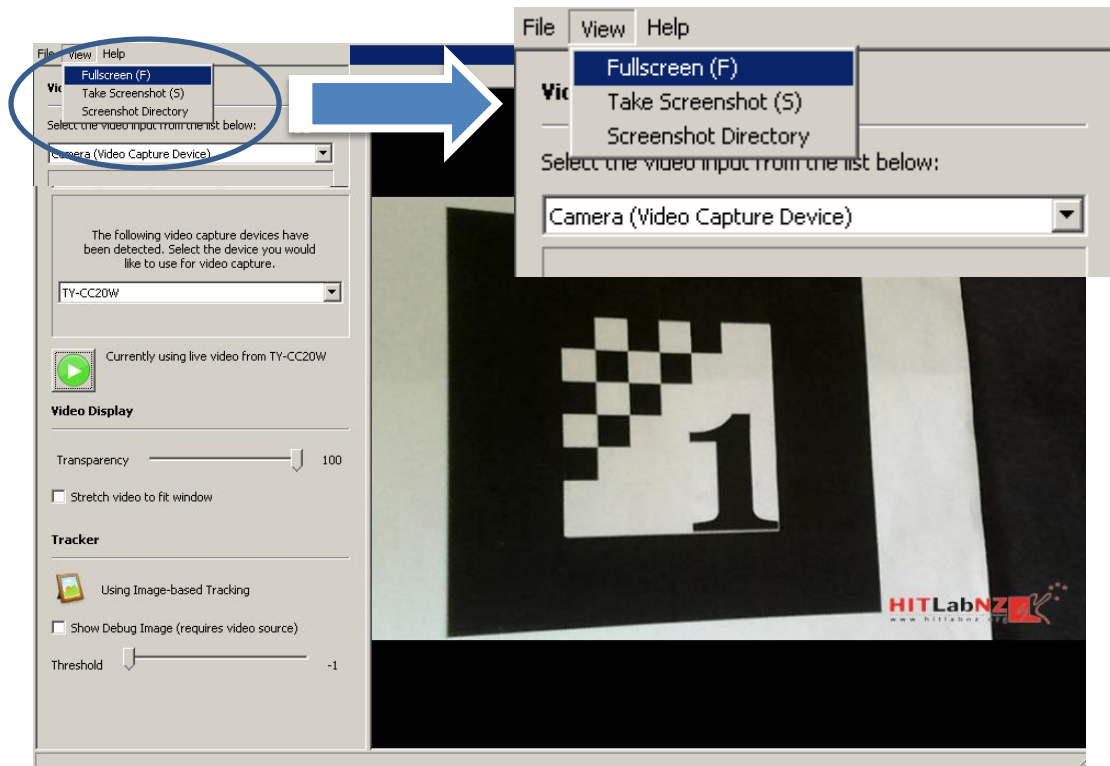 File View Help
Fullscreen (F)
Take Screenshot (S)
Screenshot Directory
Select the video input from the list below:
Camera (Video Capture Device)
The following video capture devices have
been detected. Select the device you would
like to use for video capture.
TY-CC20W
Currently using live video from TY-CC20W
Video Display
Transparency 100
Stretch video to fit window
Tracker
Using Image-based Tracking
Show Debug Image (requires video source)
Threshold -1
File View Help
Fullscreen (F)
Take Screenshot (S)
Screenshot Directory
Select the video input from the list below:
Camera (Video Capture Device)
1
HITLabNZ
www.hitlabnz.org